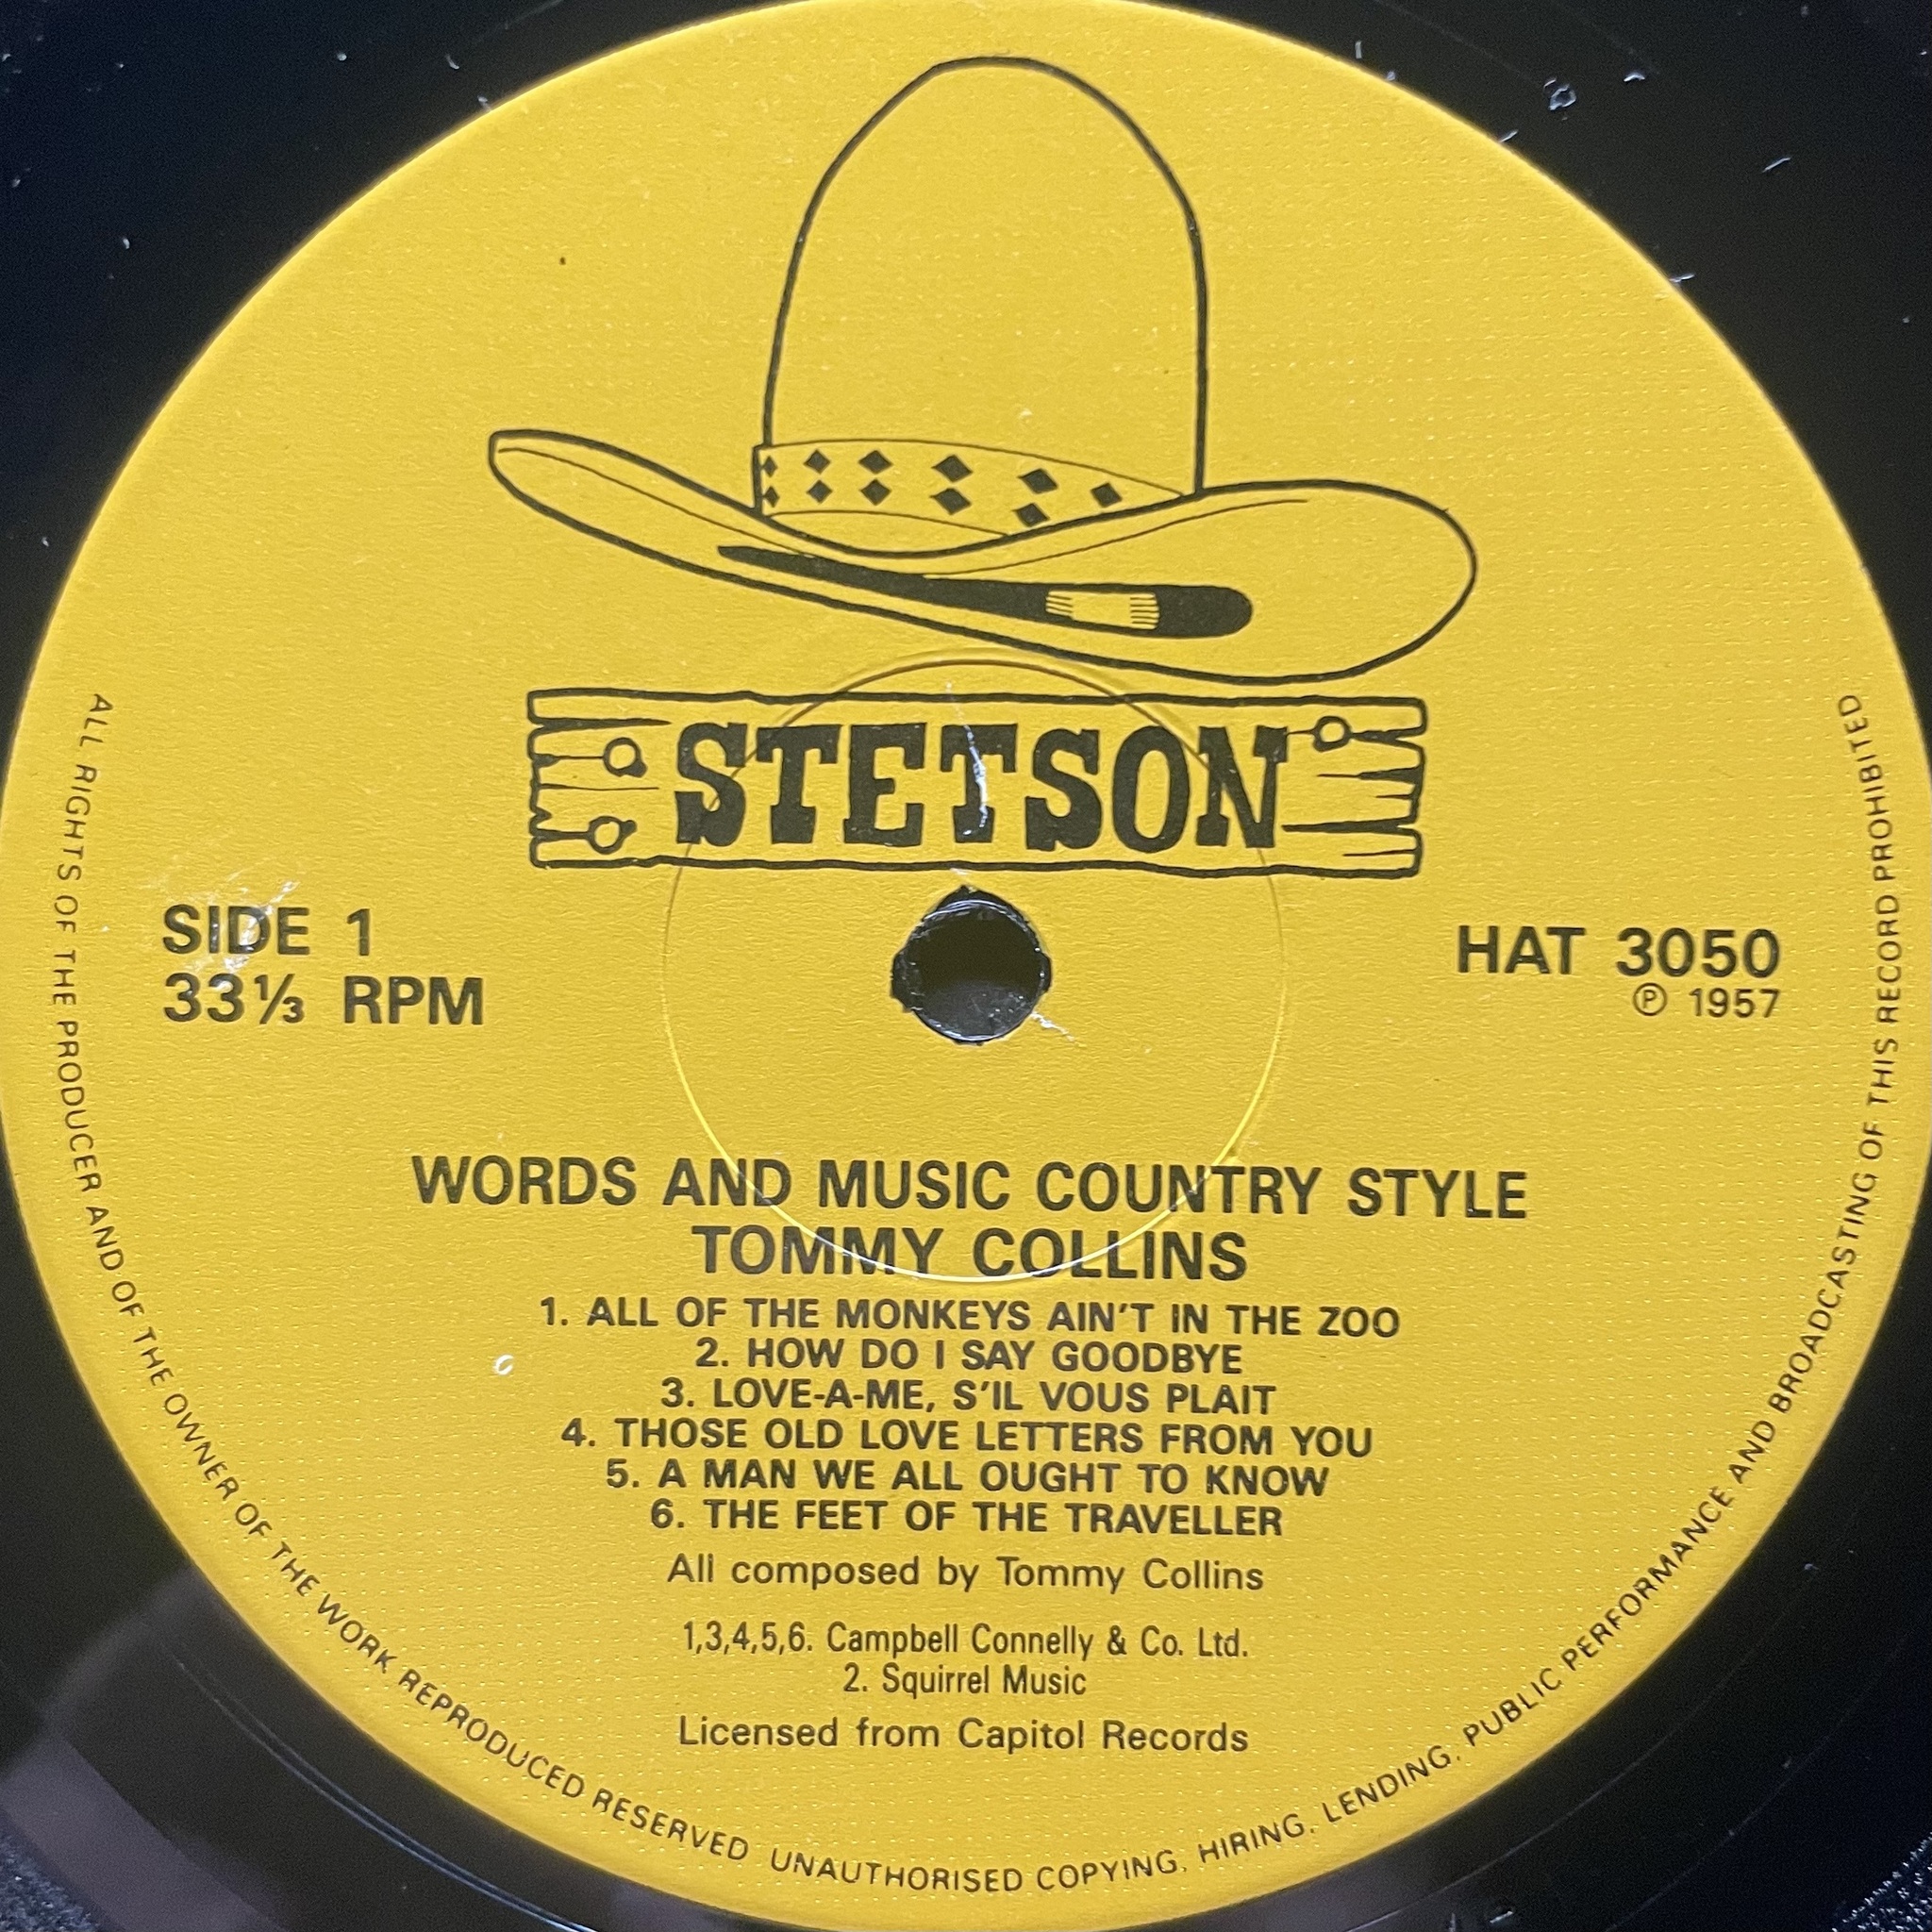 STETSON
SIDE 1
33⅓ RPM
HAT 3050
℗ 1957
WORDS AND MUSIC COUNTRY STYLE
TOMMY COLLINS
1. ALL OF THE MONKEYS AIN'T IN THE ZOO
2. HOW DO I SAY GOODBYE
3. LOVE-A-ME, S'IL VOUS PLAIT
4. THOSE OLD LOVE LETTERS FROM YOU
5. A MAN WE ALL OUGHT TO KNOW
6. THE FEET OF THE TRAVELLER
All composed by Tommy Collins
1,3,4,5,6. Campbell Connelly & Co. Ltd.
2. Squirrel Music
Licensed from Capitol Records
ALL RIGHTS OF THE PRODUCER AND OF THE OWNER OF THE WORK REPRODUCED RESERVED UNAUTHORISED COPYING, HIRING, LENDING, PUBLIC PERFORMANCE AND BROADCASTING OF THIS RECORD PROHIBITED